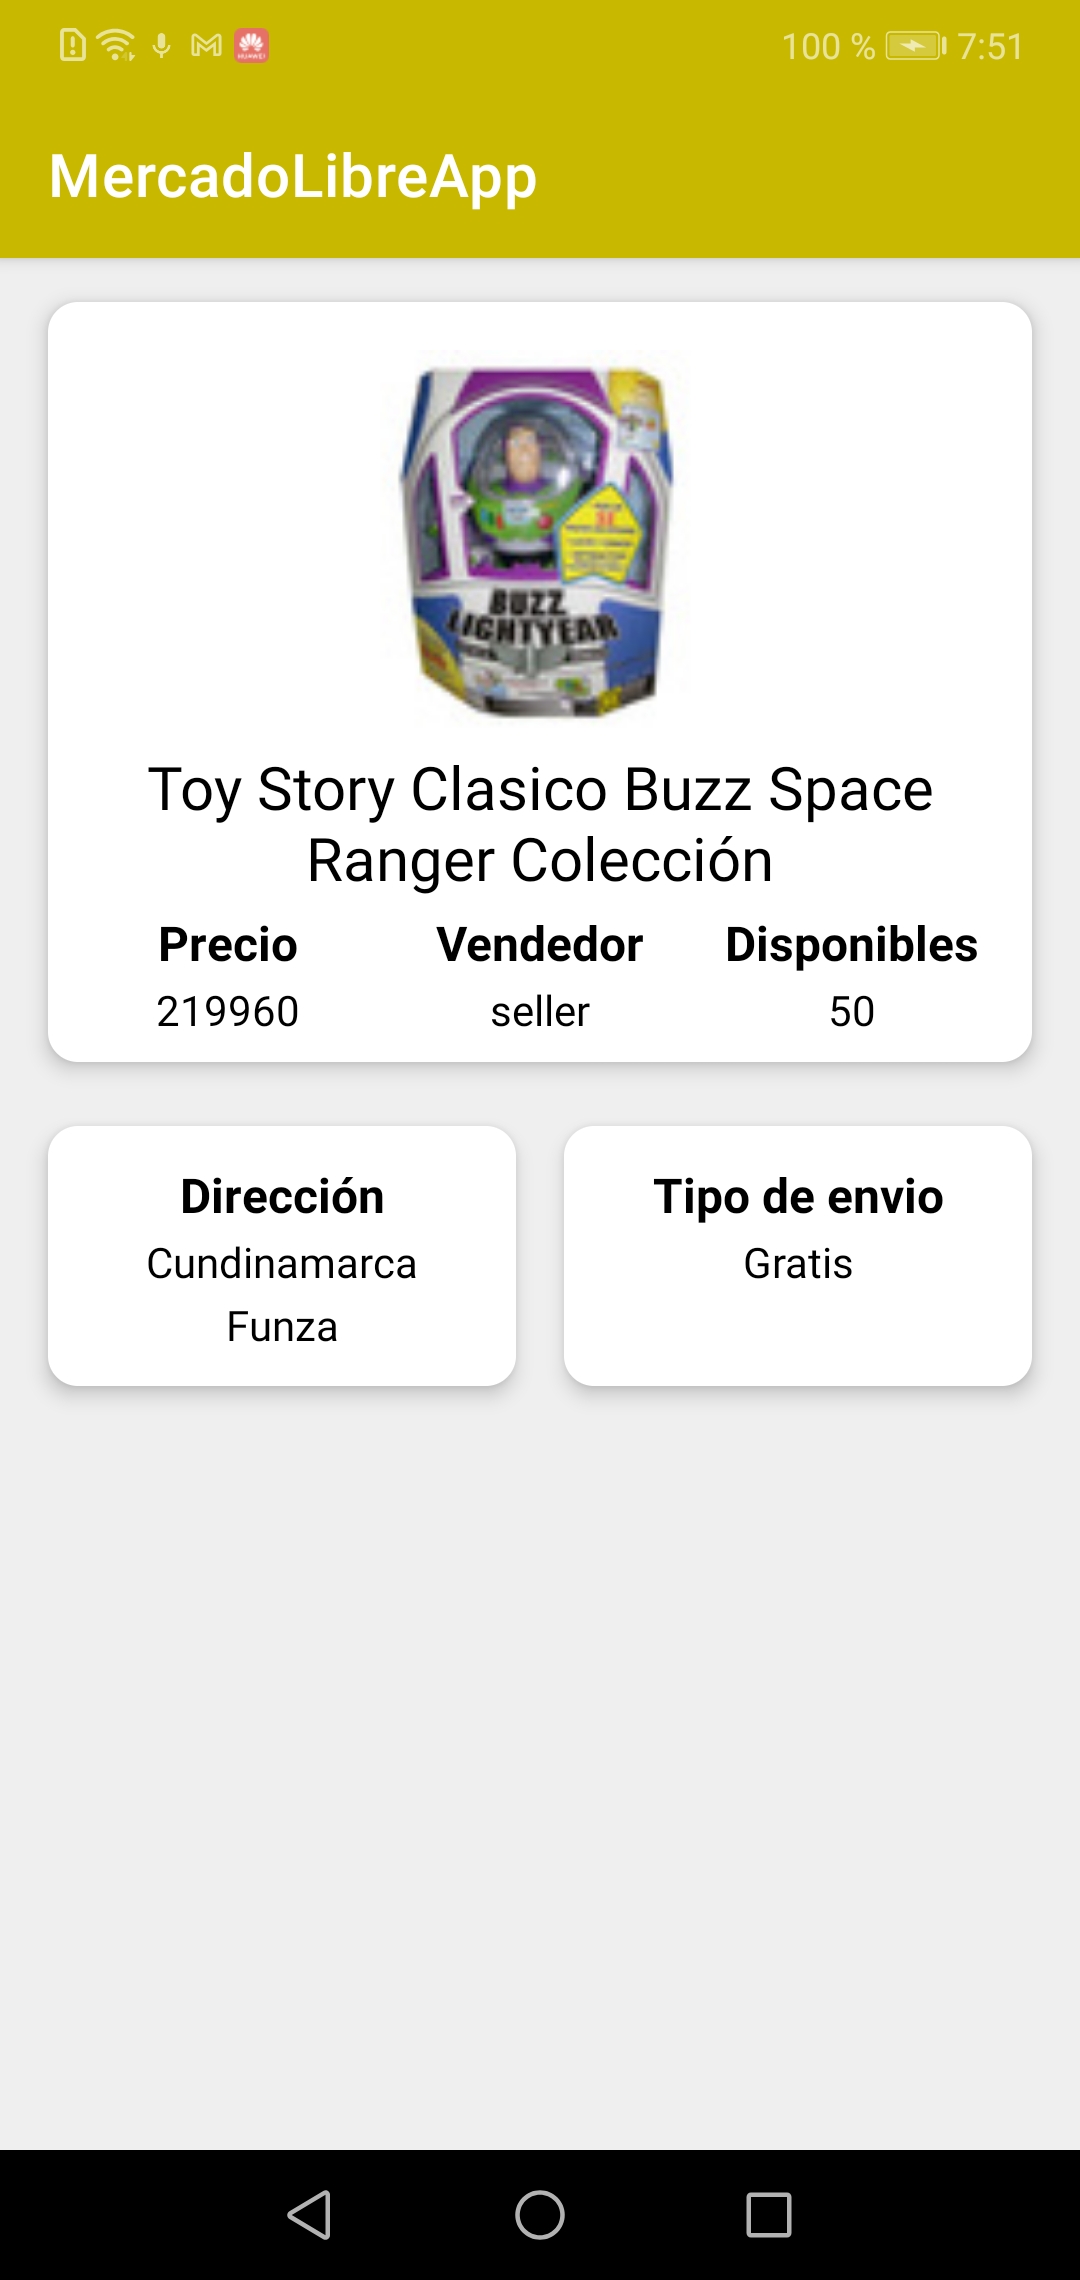 100 % 7:51
MercadoLibreApp
BUZZ
LIGHTYEAR
Toy Story Clasico Buzz Space
Ranger Colección
Precio Vendedor Disponibles
219960 seller 50
Dirección Tipo de envio
Cundinamarca Gratis
Funza